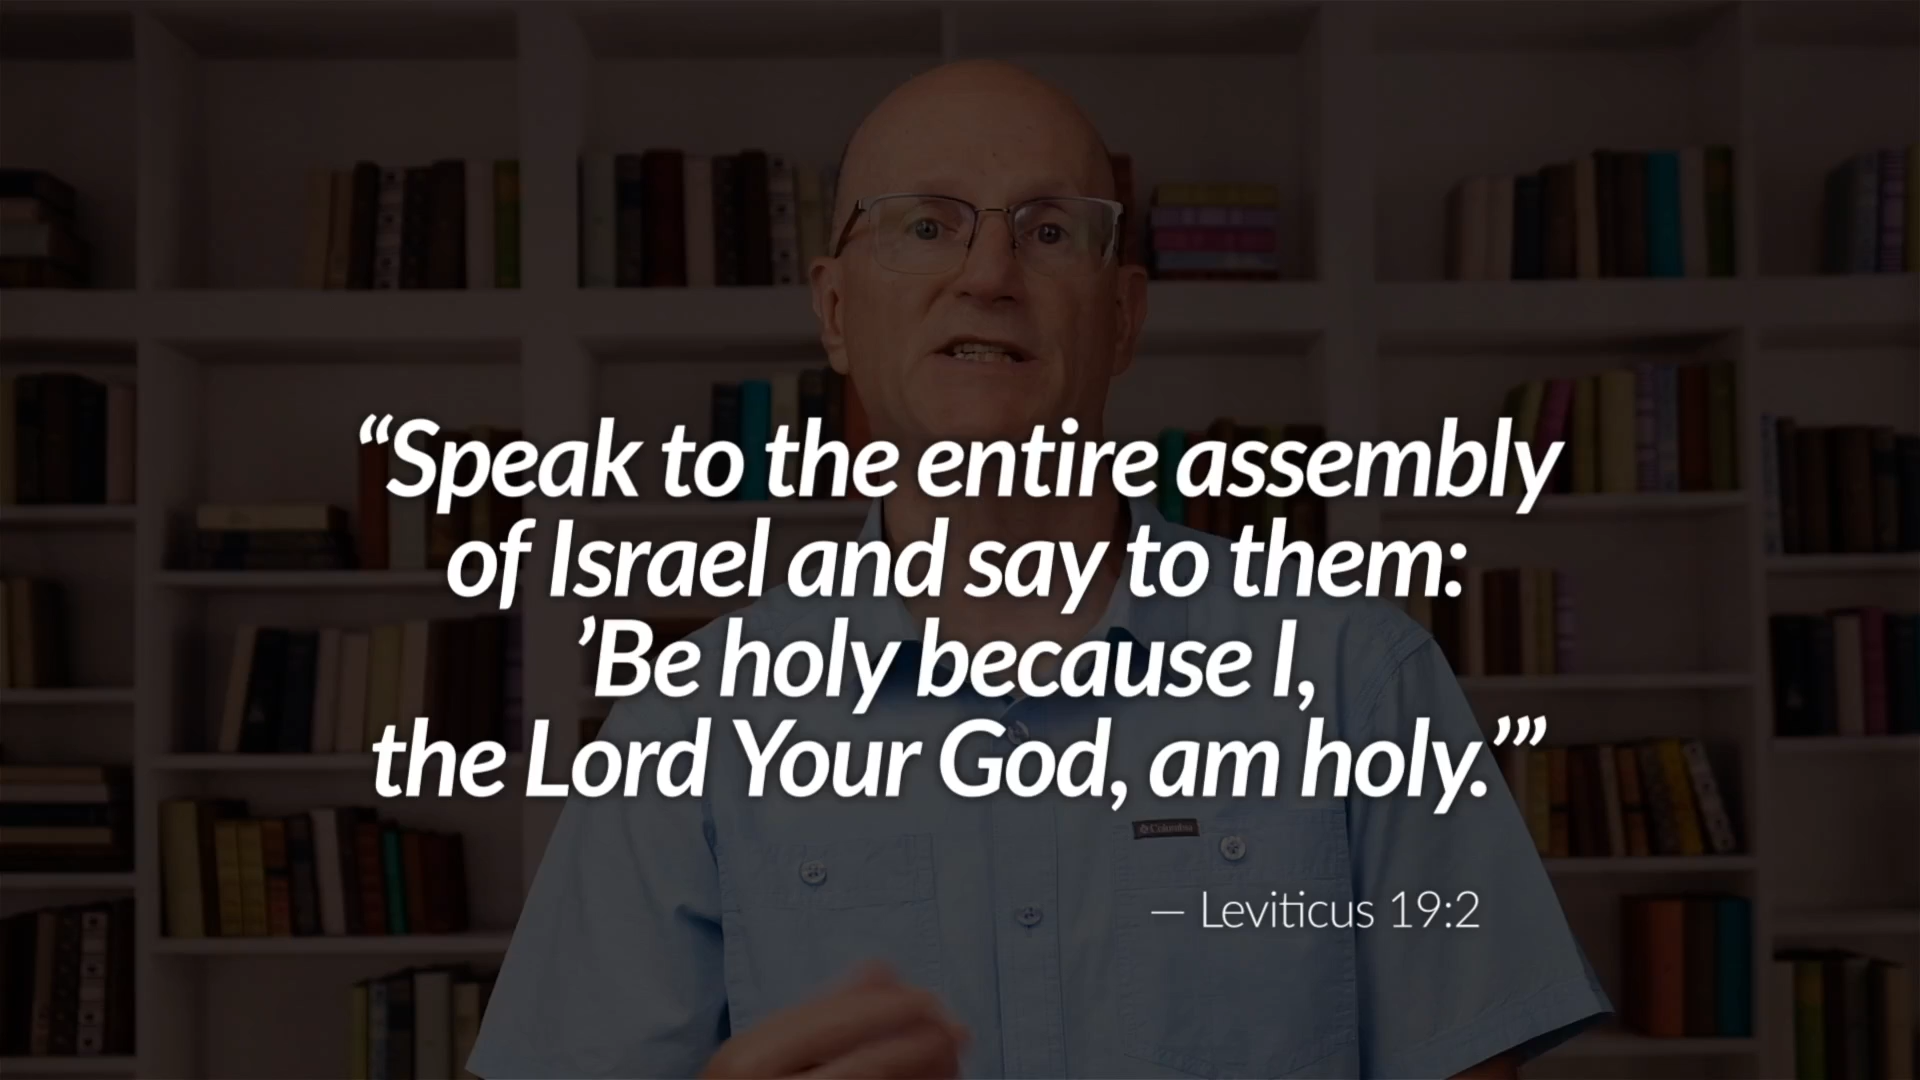 “Speak to the entire assembly
of Israel and say to them:
’Be holy because I,
the Lord Your God, am holy.’”
— Leviticus 19:2
Columbia